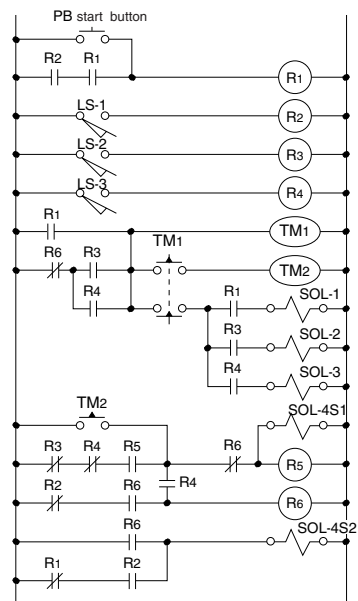 PB start button
R2 R1
R1
LS-1
R2
LS-2
R3
LS-3
R4
R1
TM1
TM1
R6 R3
TM2
R4
R1 SOL-1
R3 SOL-2
R4 SOL-3
TM2
SOL-4S1
R3 R4 R5 R6
R5
R4
R2 R6
R6
R6
SOL-4S2
R1 R2